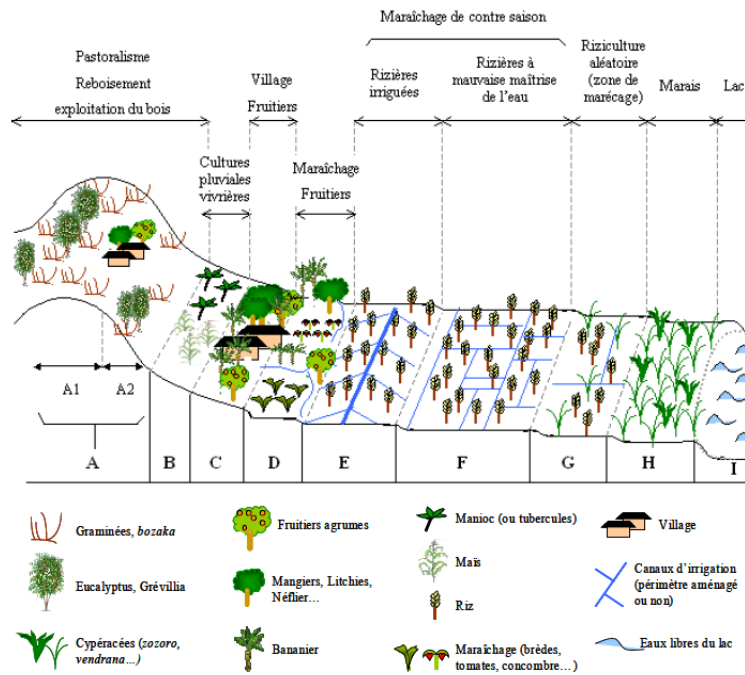 Maraîchage de contre saison
Pastoralisme
Reboisement
exploitation du bois
Village
Fruitiers
Rizières
irriguées
Rizières à
mauvaise maîtrise
de l'eau
Riziculture
aléatoire
(zone de
marécage)
Marais
Lac
Cultures
pluviales
vivrières
Maraîchage
Fruitiers
A1
A2
A
B
C
D
E
F
G
H
I
Graminées, bozaka
Fruitiers agrumes
Manioc (ou tubercules)
Village
Eucalyptus, Grévillia
Mangiers, Litchies,
Néflier…
Maïs
Riz
Canaux d'irrigation
(périmètre aménagé
ou non)
Cypéracées (zozoro,
vendrana…)
Bananier
Maraîchage (brèdes,
tomates, concombre…)
Eaux libres du lac